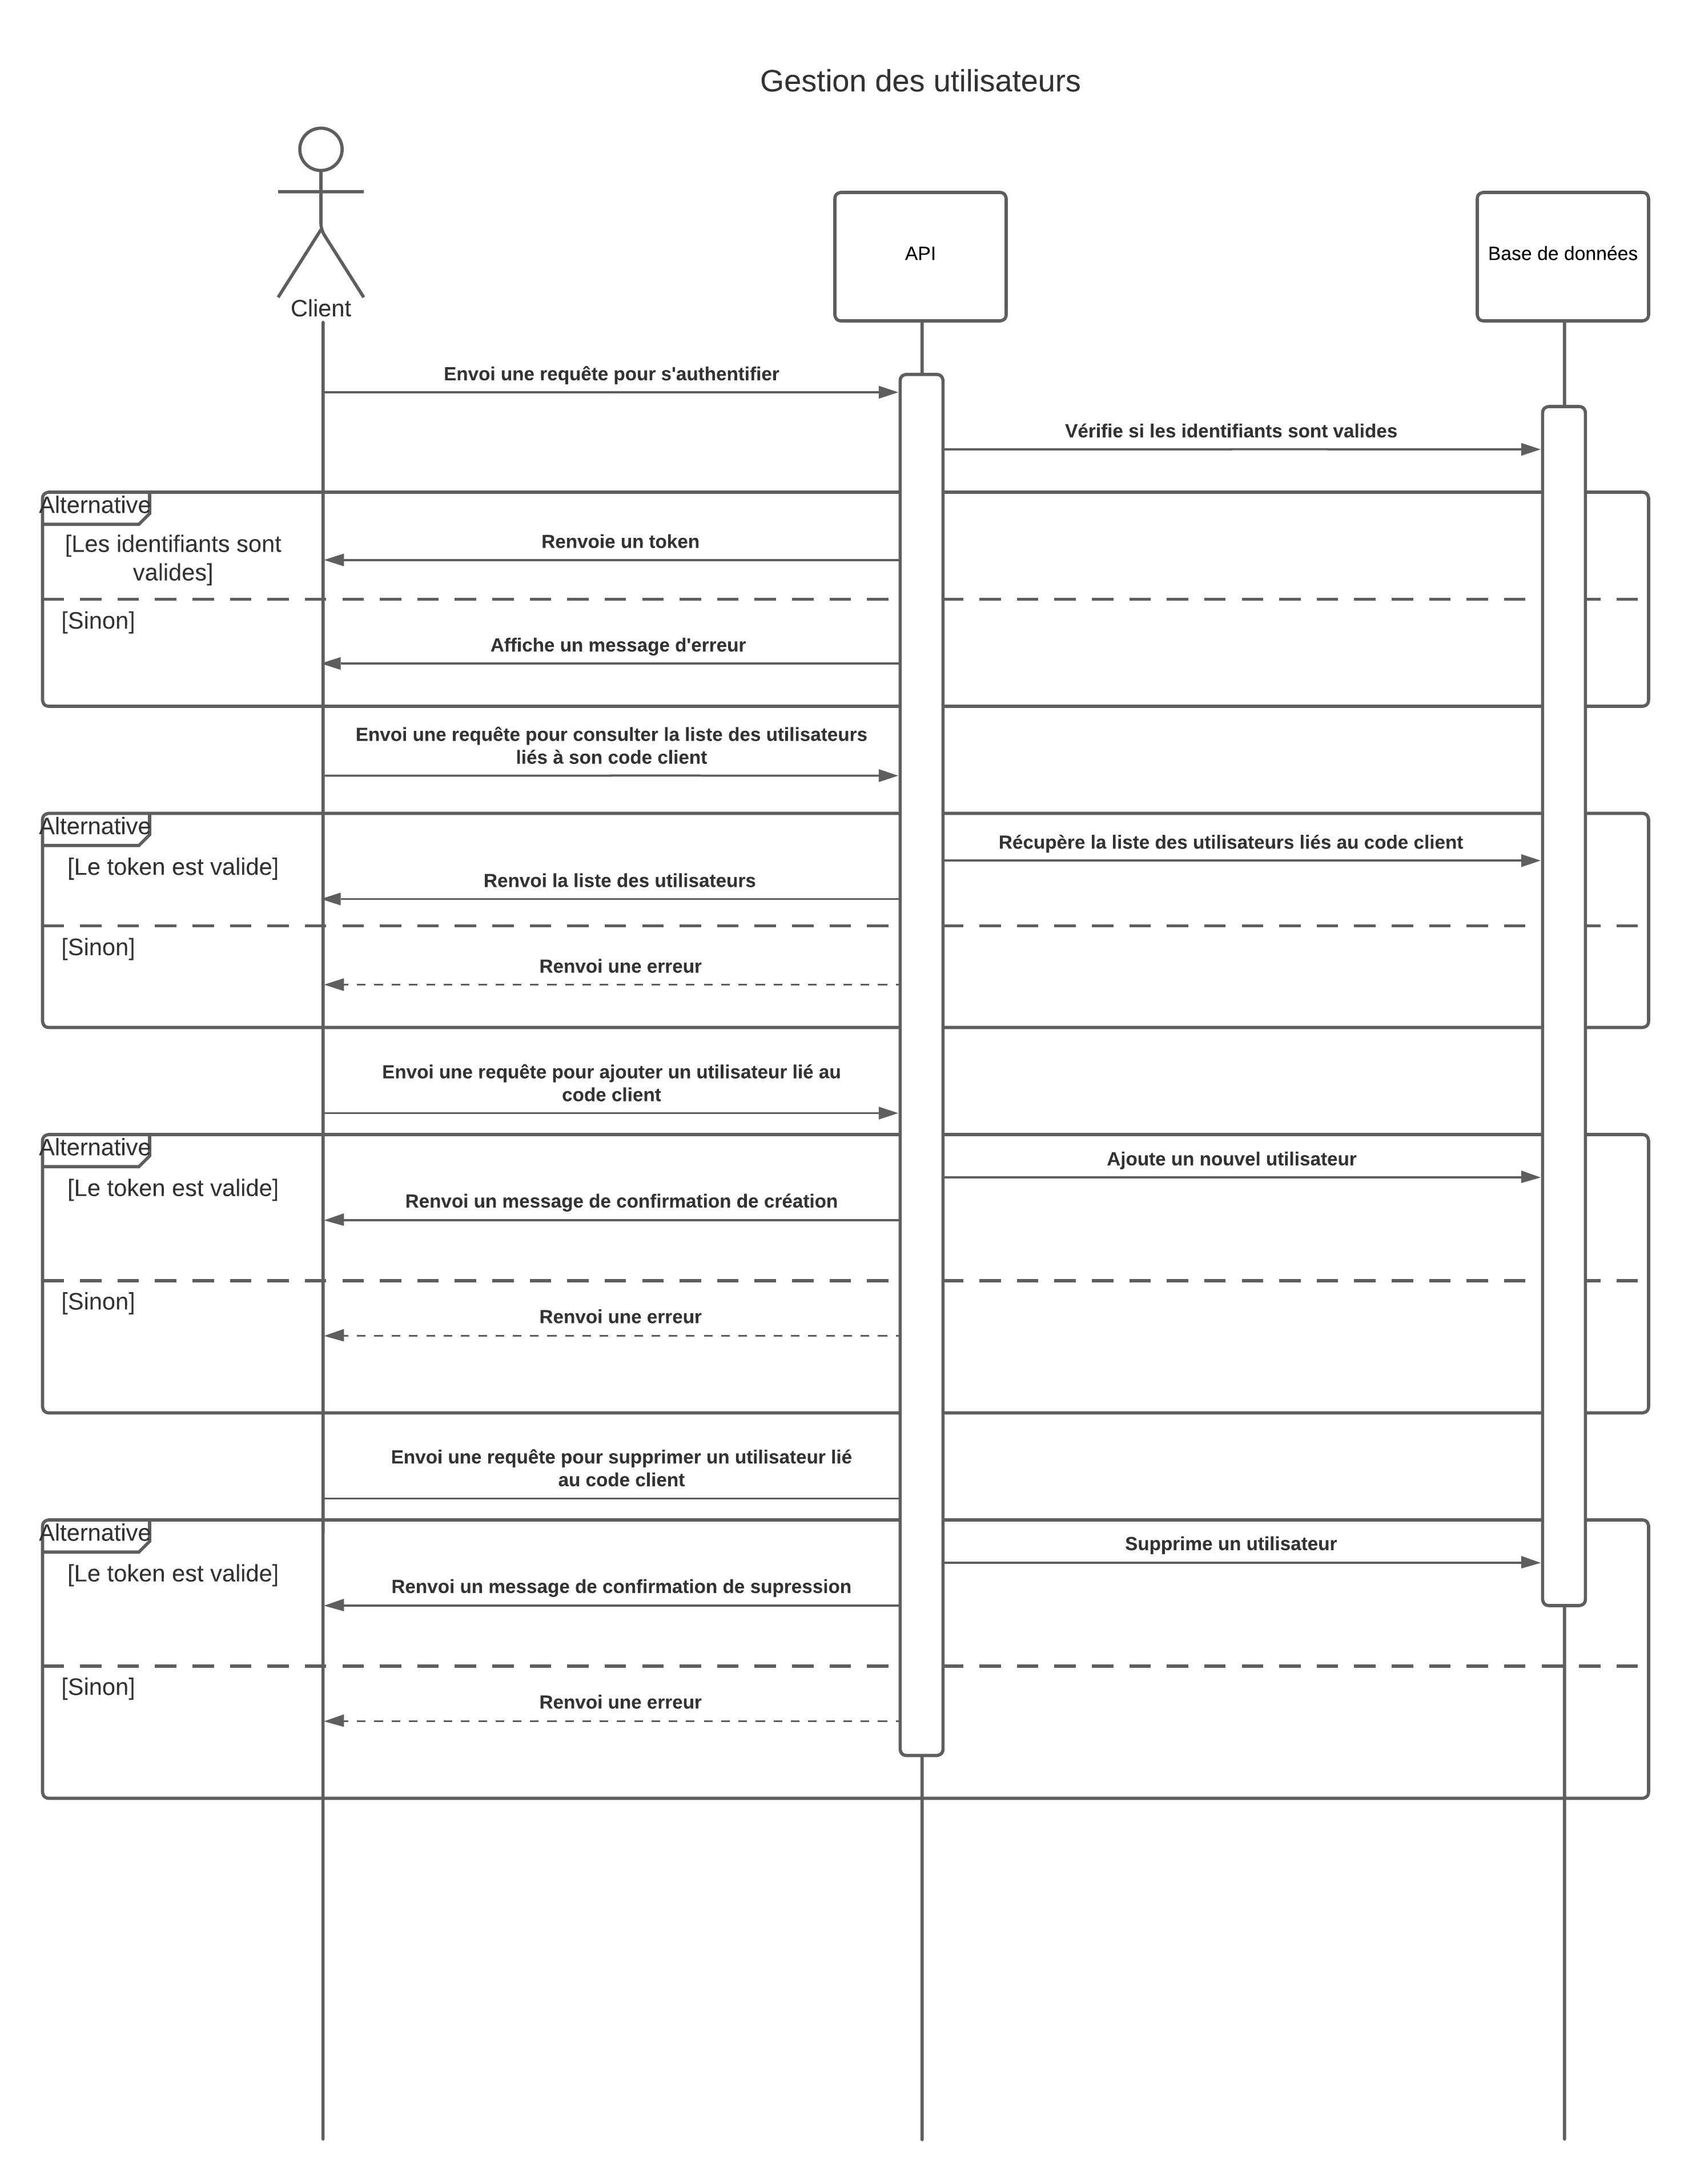 Gestion des utilisateurs
Client
API
Base de données
Envoi une requête pour s'authentifier
Vérifie si les identifiants sont valides
Alternative
[Les identifiants sont
valides]
Renvoie un token
[Sinon]
Affiche un message d'erreur
Envoi une requête pour consulter la liste des utilisateurs
liés à son code client
Alternative
Récupère la liste des utilisateurs liés au code client
[Le token est valide]
Renvoi la liste des utilisateurs
[Sinon]
Renvoi une erreur
Envoi une requête pour ajouter un utilisateur lié au
code client
Alternative
Ajoute un nouvel utilisateur
[Le token est valide]
Renvoi un message de confirmation de création
[Sinon]
Renvoi une erreur
Envoi une requête pour supprimer un utilisateur lié
au code client
Alternative
Supprime un utilisateur
[Le token est valide]
Renvoi un message de confirmation de supression
[Sinon]
Renvoi une erreur